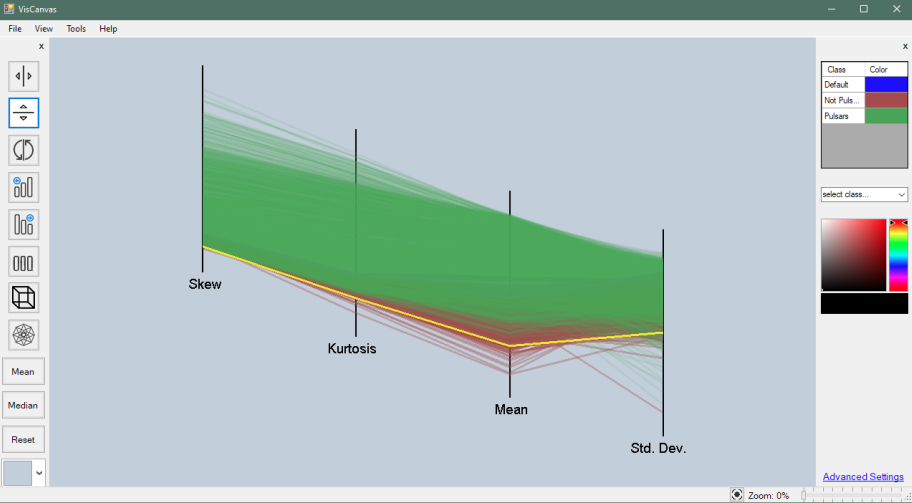 VisCanvas
File View Tools Help
x
x
Class Color
Default
Not Puls...
Pulsars
select class...
Skew
Kurtosis
Mean
Std. Dev.
Mean
Median
Reset
Advanced Settings
Zoom: 0%